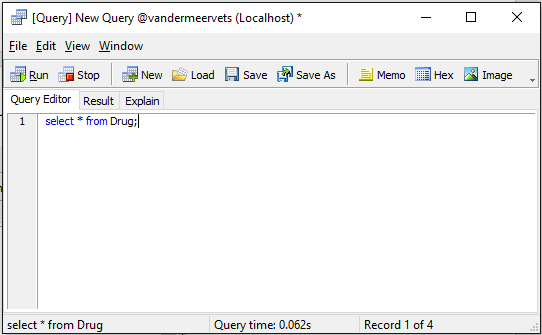 [Query] New Query @vandermeervets (Localhost) *
File Edit View Window
Run Stop New Load Save Save As Memo Hex Image
Query Editor Result Explain
1 select * from Drug;
select * from Drug Query time: 0.062s Record 1 of 4